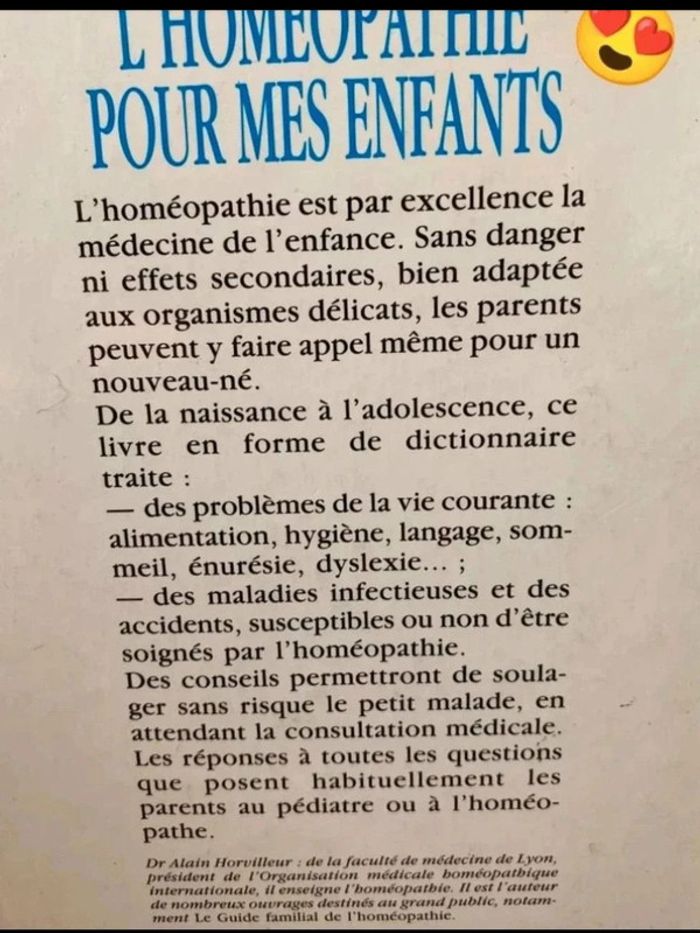 L'HOMÉOPATHIE
POUR MES ENFANTS
L'homéopathie est par excellence la
médecine de l'enfance. Sans danger
ni effets secondaires, bien adaptée
aux organismes délicats, les parents
peuvent y faire appel même pour un
nouveau-né.
De la naissance à l'adolescence, ce
livre en forme de dictionnaire
traite :
— des problèmes de la vie courante :
alimentation, hygiène, langage, som-
meil, énurésie, dyslexie... ;
— des maladies infectieuses et des
accidents, susceptibles ou non d'être
soignés par l'homéopathie.
Des conseils permettront de soula-
ger sans risque le petit malade, en
attendant la consultation médicale.
Les réponses à toutes les questions
que posent habituellement les
parents au pédiatre ou à l'homéo-
pathe.
Dr Alain Horvilleur : de la faculté de médecine de Lyon,
président de l'Organisation médicale homéopathique
internationale, il enseigne l'homéopathie. Il est l'auteur
de nombreux ouvrages destinés au grand public, notam-
ment Le Guide familial de l'homéopathie.